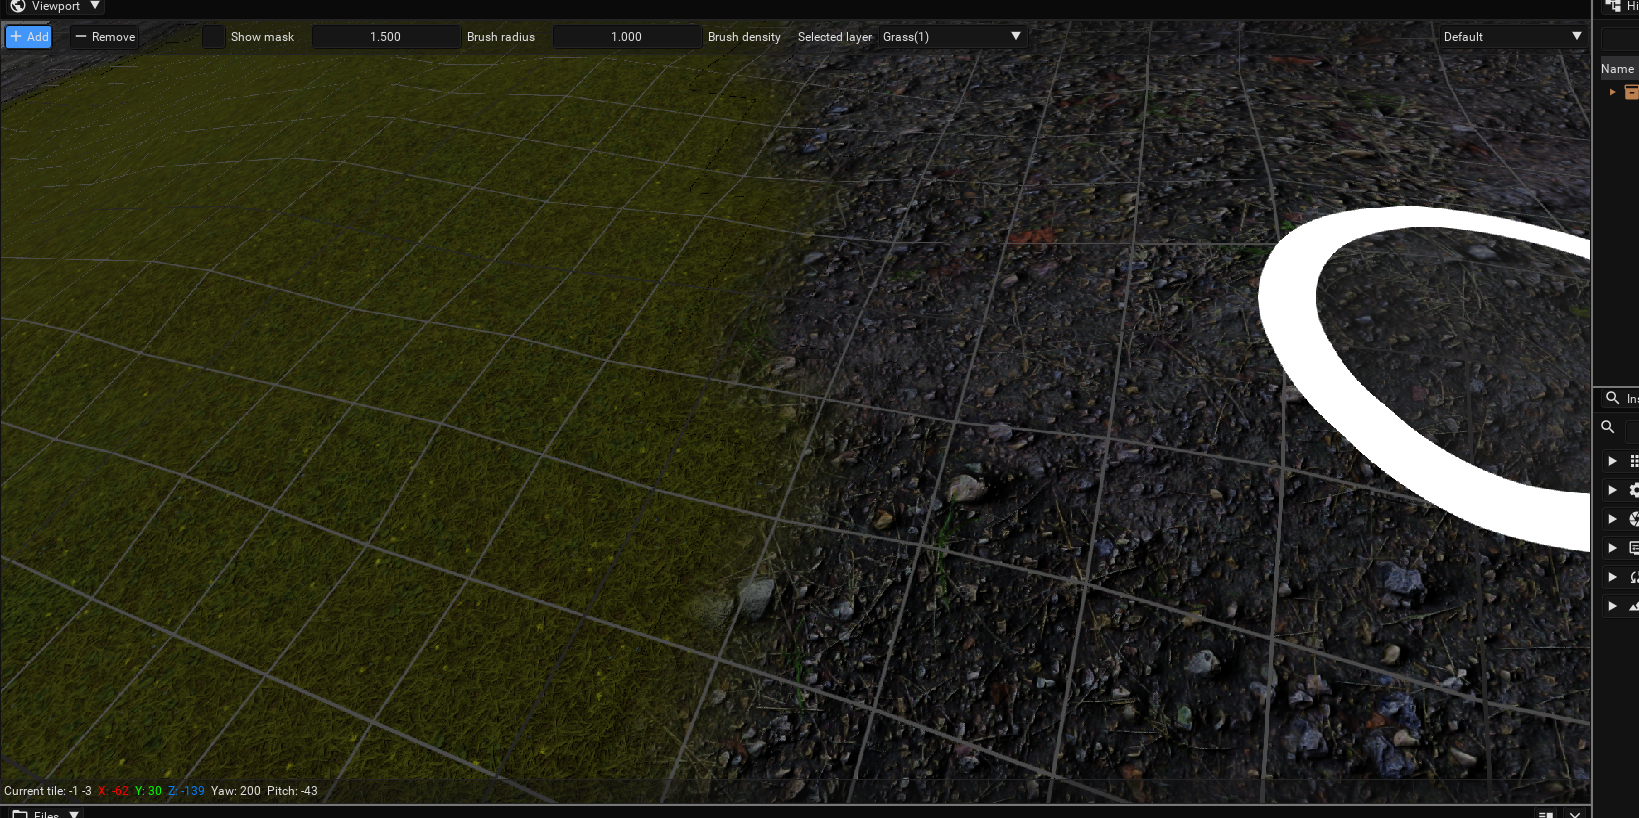 Viewport
Add Remove Show mask 1.500 Brush radius 1.000 Brush density Selected layer Grass(1) Default
Name
Current tile: -1 -3 X: -62 Y: 30 Z: -139 Yaw: 200 Pitch: -43
Files